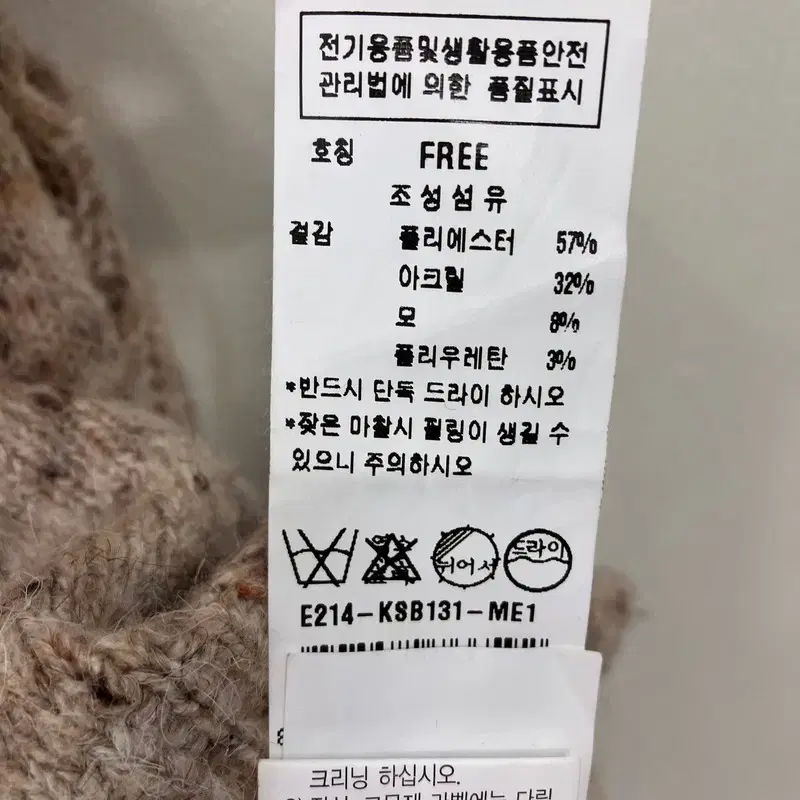 전기용품및생활용품안전
관리법에 의한 품질표시
호칭 FREE
조성섬유
겉감 폴리에스터 57%
아크릴 32%
모 8%
폴리우레탄 3%
*반드시 단독 드라이 하시오
*잦은 마찰시 필링이 생길 수
있으니 주의하시오
뉘어서 드라이
E214-KSB131-ME1
크리닝 하십시오.